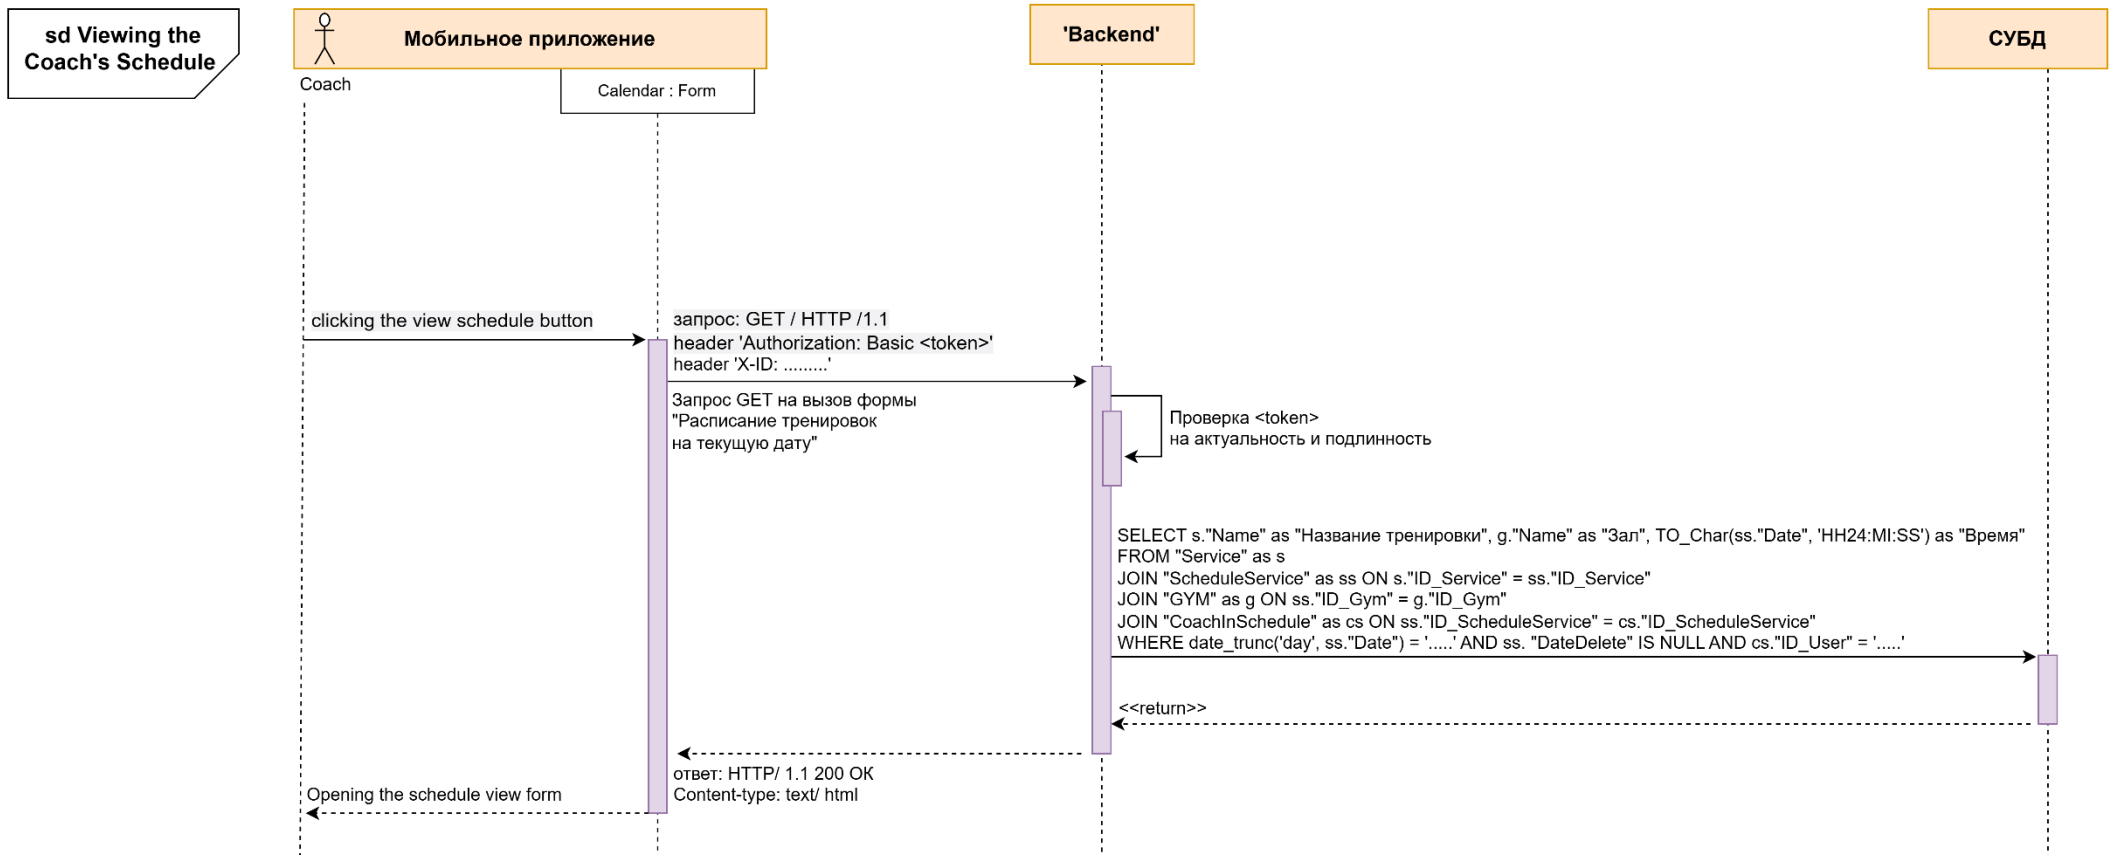 sd Viewing the
Coach's Schedule
Мобильное приложение
'Backend'
СУБД
Coach
Calendar : Form
clicking the view schedule button
запрос: GET / HTTP /1.1
header 'Authorization: Basic <token>'
header 'X-ID: .........'
Запрос GET на вызов формы
"Расписание тренировок
на текущую дату"
Проверка <token>
на актуальность и подлинность
SELECT s."Name" as "Название тренировки", g."Name" as "Зал", TO_Char(ss."Date", 'HH24:MI:SS') as "Время"
FROM "Service" as s
JOIN "ScheduleService" as ss ON s."ID_Service" = ss."ID_Service"
JOIN "GYM" as g ON ss."ID_Gym" = g."ID_Gym"
JOIN "CoachInSchedule" as cs ON ss."ID_ScheduleService" = cs."ID_ScheduleService"
WHERE date_trunc('day', ss."Date") = '.....' AND ss. "DateDelete" IS NULL AND cs."ID_User" = '.....'
<<return>>
ответ: HTTP/ 1.1 200 ОК
Content-type: text/ html
Opening the schedule view form